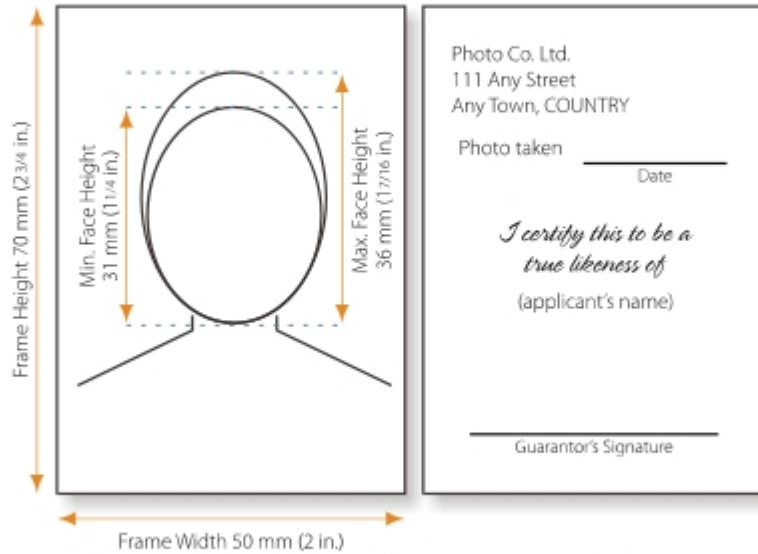 Frame Height 70 mm (2 3/4 in.)
Min. Face Height
31 mm (1 1/4 in.)
Max. Face Height
36 mm (1 7/16 in.)
Frame Width 50 mm (2 in.)
Photo Co. Ltd.
111 Any Street
Any Town, COUNTRY
Photo taken
Date
I certify this to be a
true likeness of
(applicant's name)
Guarantor's Signature